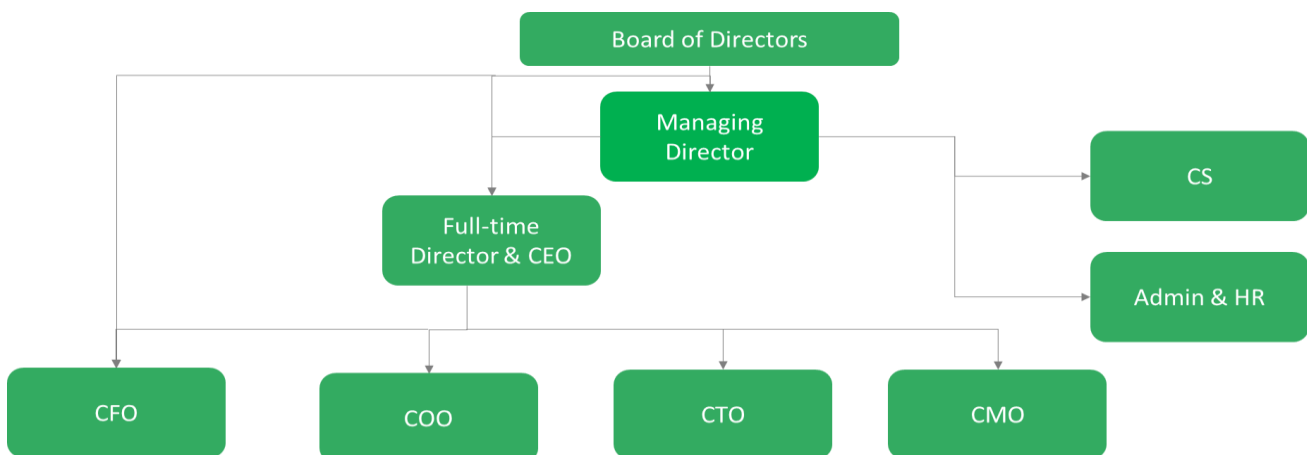 Board of Directors
Managing
Director
CS
Full-time
Director & CEO
Admin & HR
CFO
COO
CTO
CMO